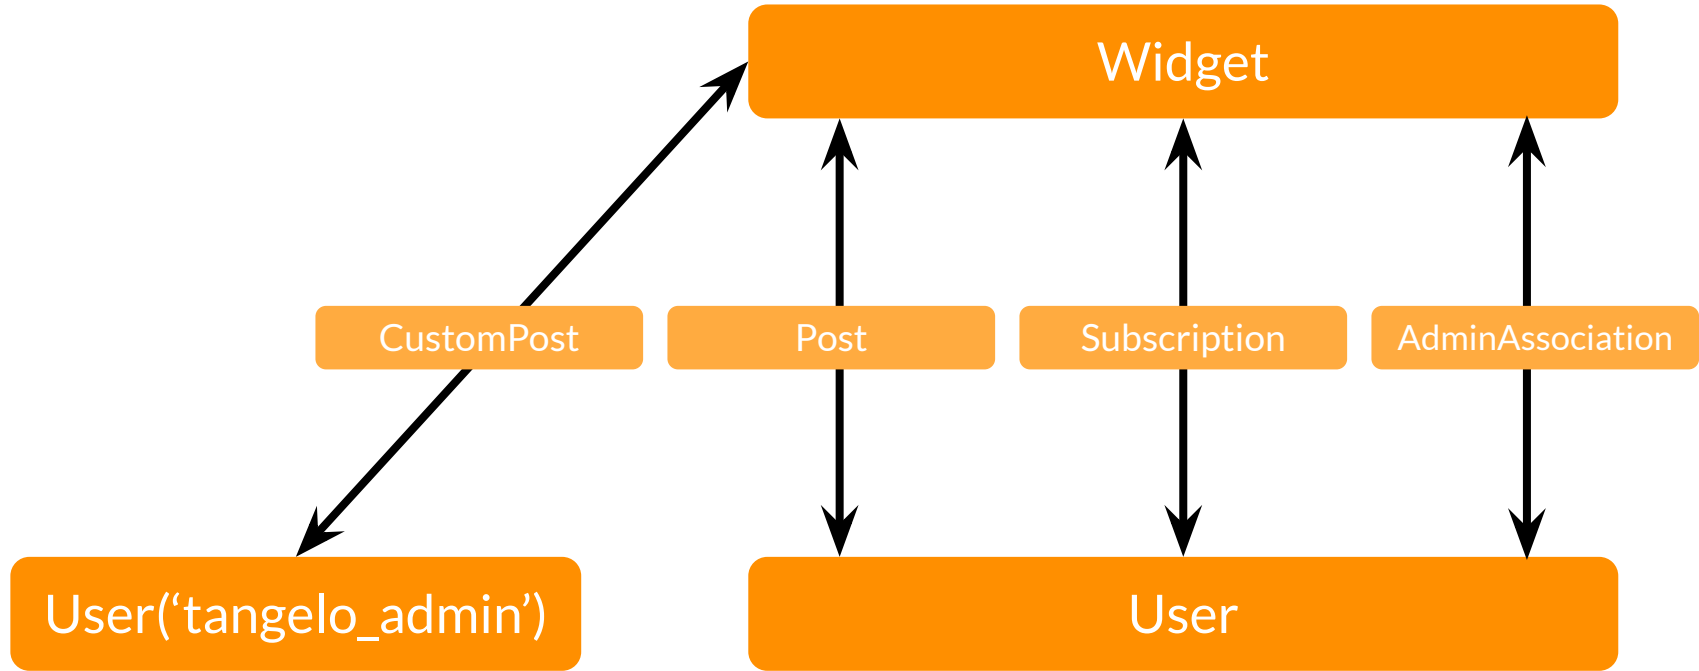 Widget
CustomPost
Post
Subscription
AdminAssociation
User(‘tangelo_admin’)
User